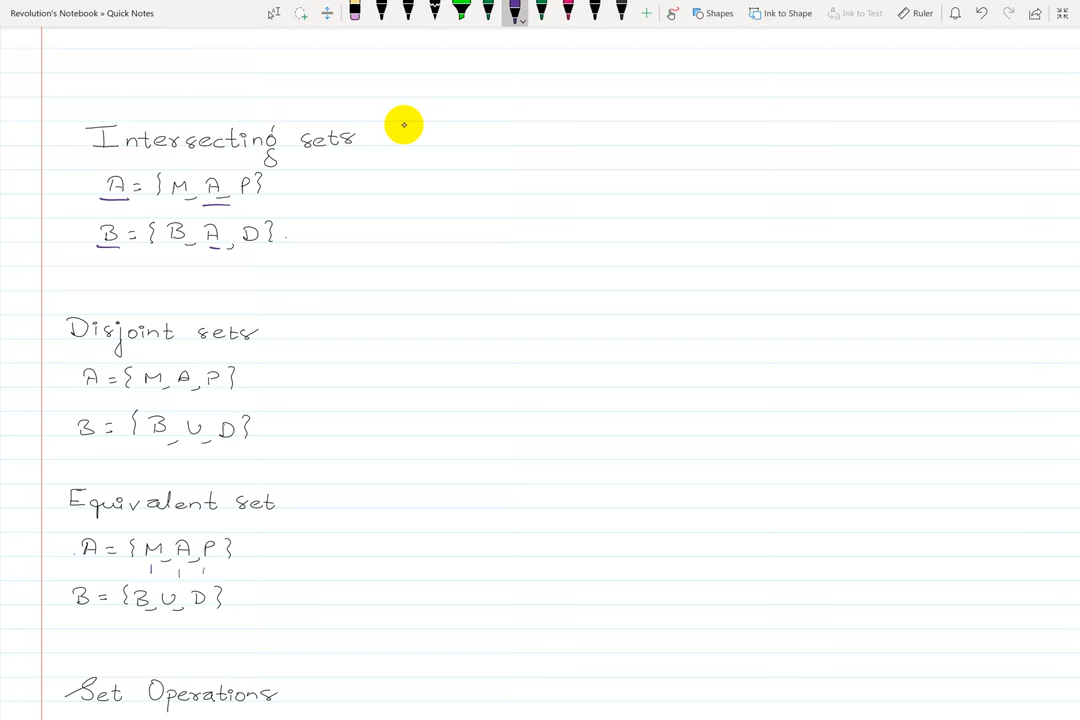 Revolution's Notebook » Quick Notes
Shapes Ink to Shape Ink to Text Ruler
Intersecting sets
A = {M, A, P}
B = {B, A, D}.
Disjoint sets
A = {M, A, P}
B = {B, U, D}
Equivalent set
A = {M, A, P}
B = {B, U, D}
Set Operations